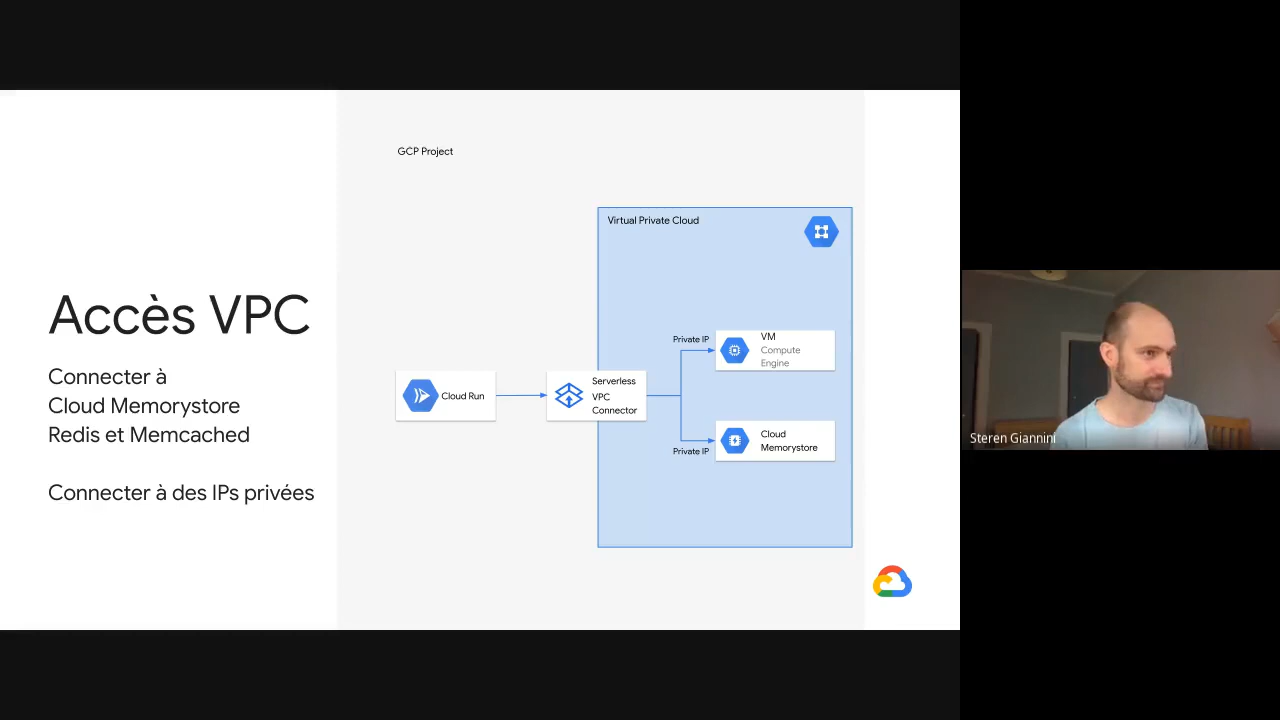 GCP Project
Virtual Private Cloud
Accès VPC
Connecter à
Cloud Memorystore
Redis et Memcached
Connecter à des IPs privées
Cloud Run
Serverless
VPC
Connector
Private IP
VM
Compute
Engine
Private IP
Cloud
Memorystore
Steren Giannini